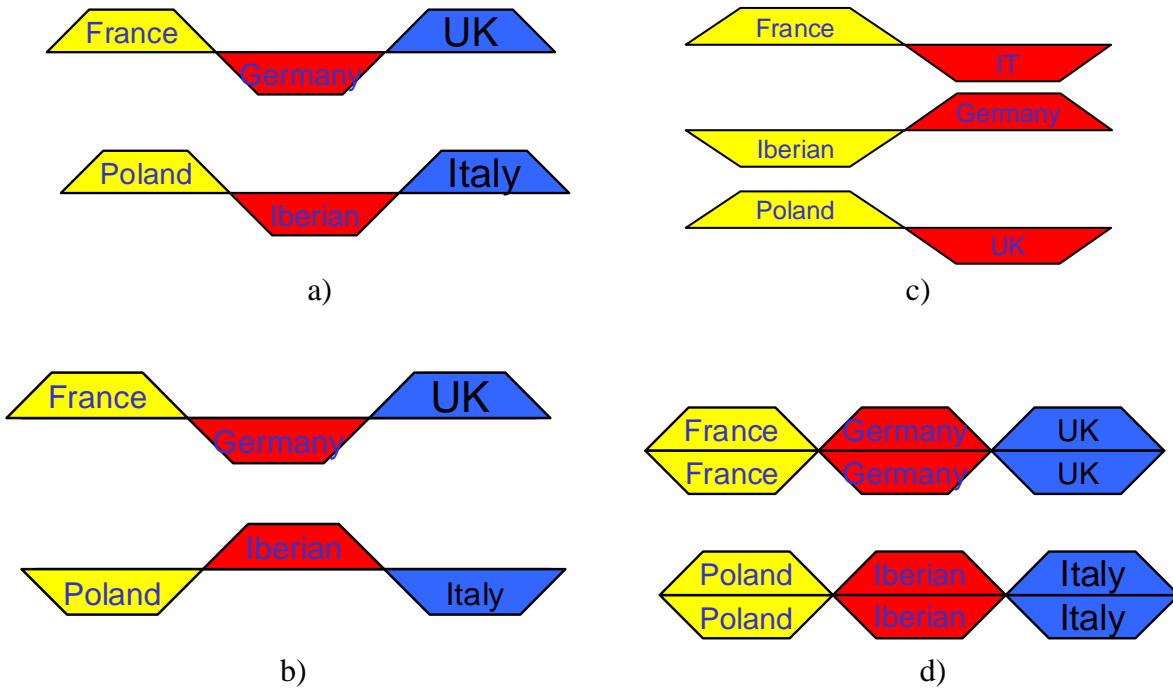 France
UK
Germany
Poland
Italy
Iberian
a)
France
IT
Germany
Iberian
Poland
UK
c)
France
UK
Germany
Iberian
Poland
Italy
b)
France
Germany
UK
France
Germany
UK
Poland
Iberian
Italy
Poland
Iberian
Italy
d)